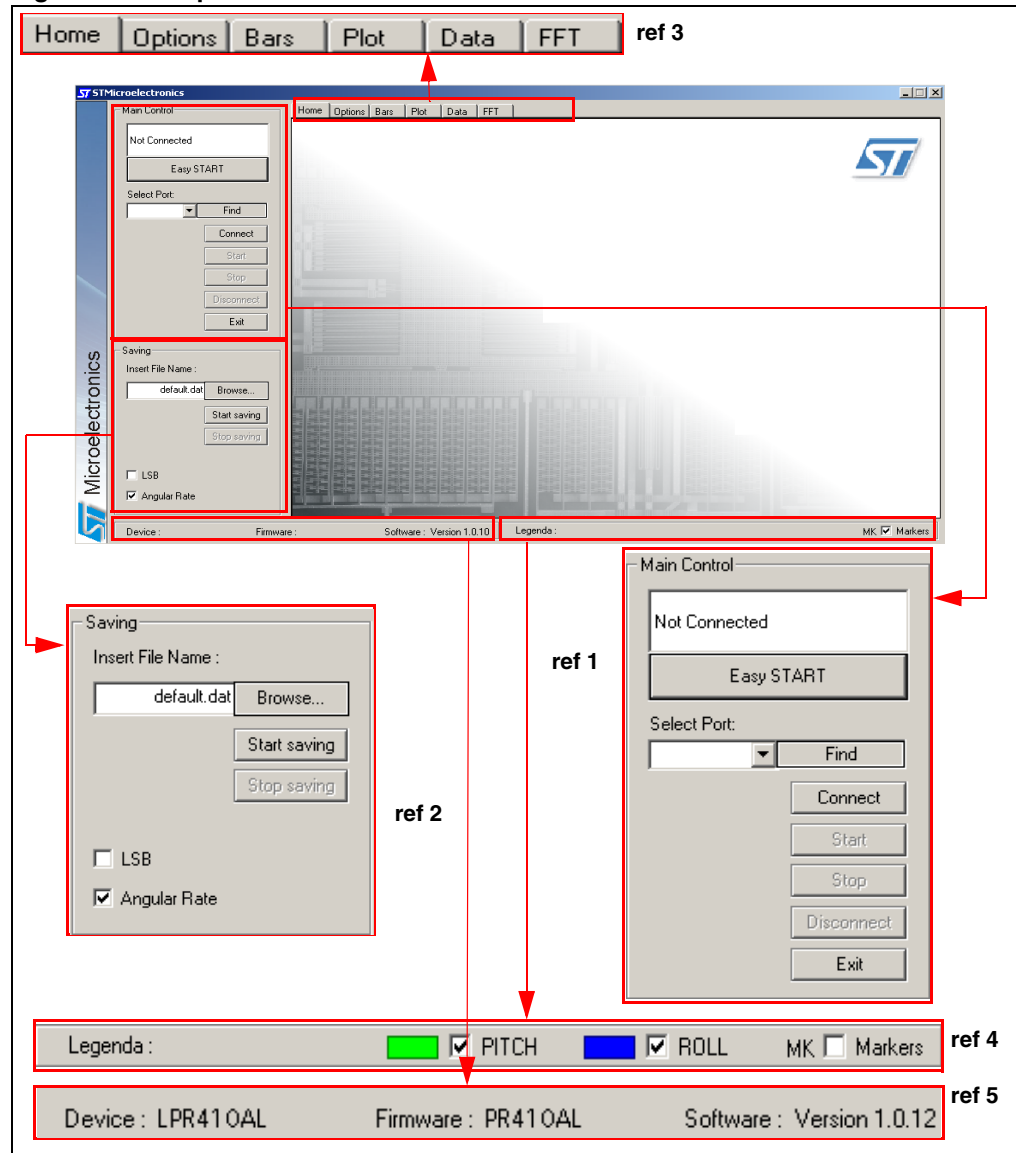 Home Options Bars Plot Data FFT ref 3
STMicroelectronics
Main Control
Home Options Bars Plot Data FFT
Not Connected
Easy START
Select Port:
Find
Connect
Start
Stop
Disconnect
Exit
ST
Saving
Insert File Name :
default.dat Browse...
Start saving
Stop saving
LSB
Angular Rate
Microelectronics
Device : Firmware : Software : Version 1.0.10 Legenda : MK Markers
Saving
Insert File Name :
default.dat Browse...
Start saving
Stop saving
LSB
Angular Rate
ref 2
ref 1
Main Control
Not Connected
Easy START
Select Port:
Find
Connect
Start
Stop
Disconnect
Exit
Legenda : PITCH ROLL MK Markers ref 4
Device : LPR410AL Firmware : PR410AL Software : Version 1.0.12 ref 5